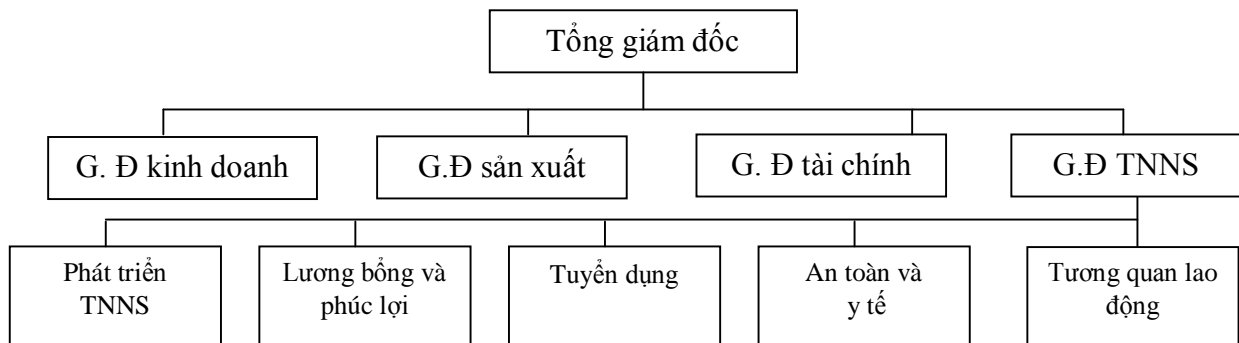 Tổng giám đốc
G. Đ kinh doanh
G.Đ sản xuất
G. Đ tài chính
G.Đ TNNS
Phát triển
TNNS
Lương bổng và
phúc lợi
Tuyển dụng
An toàn và
y tế
Tương quan lao
động